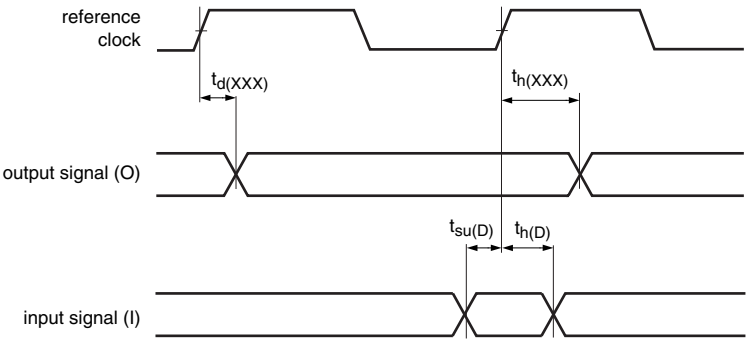 reference
clock
td(XXX)
th(XXX)
output signal (O)
tsu(D)
th(D)
input signal (I)